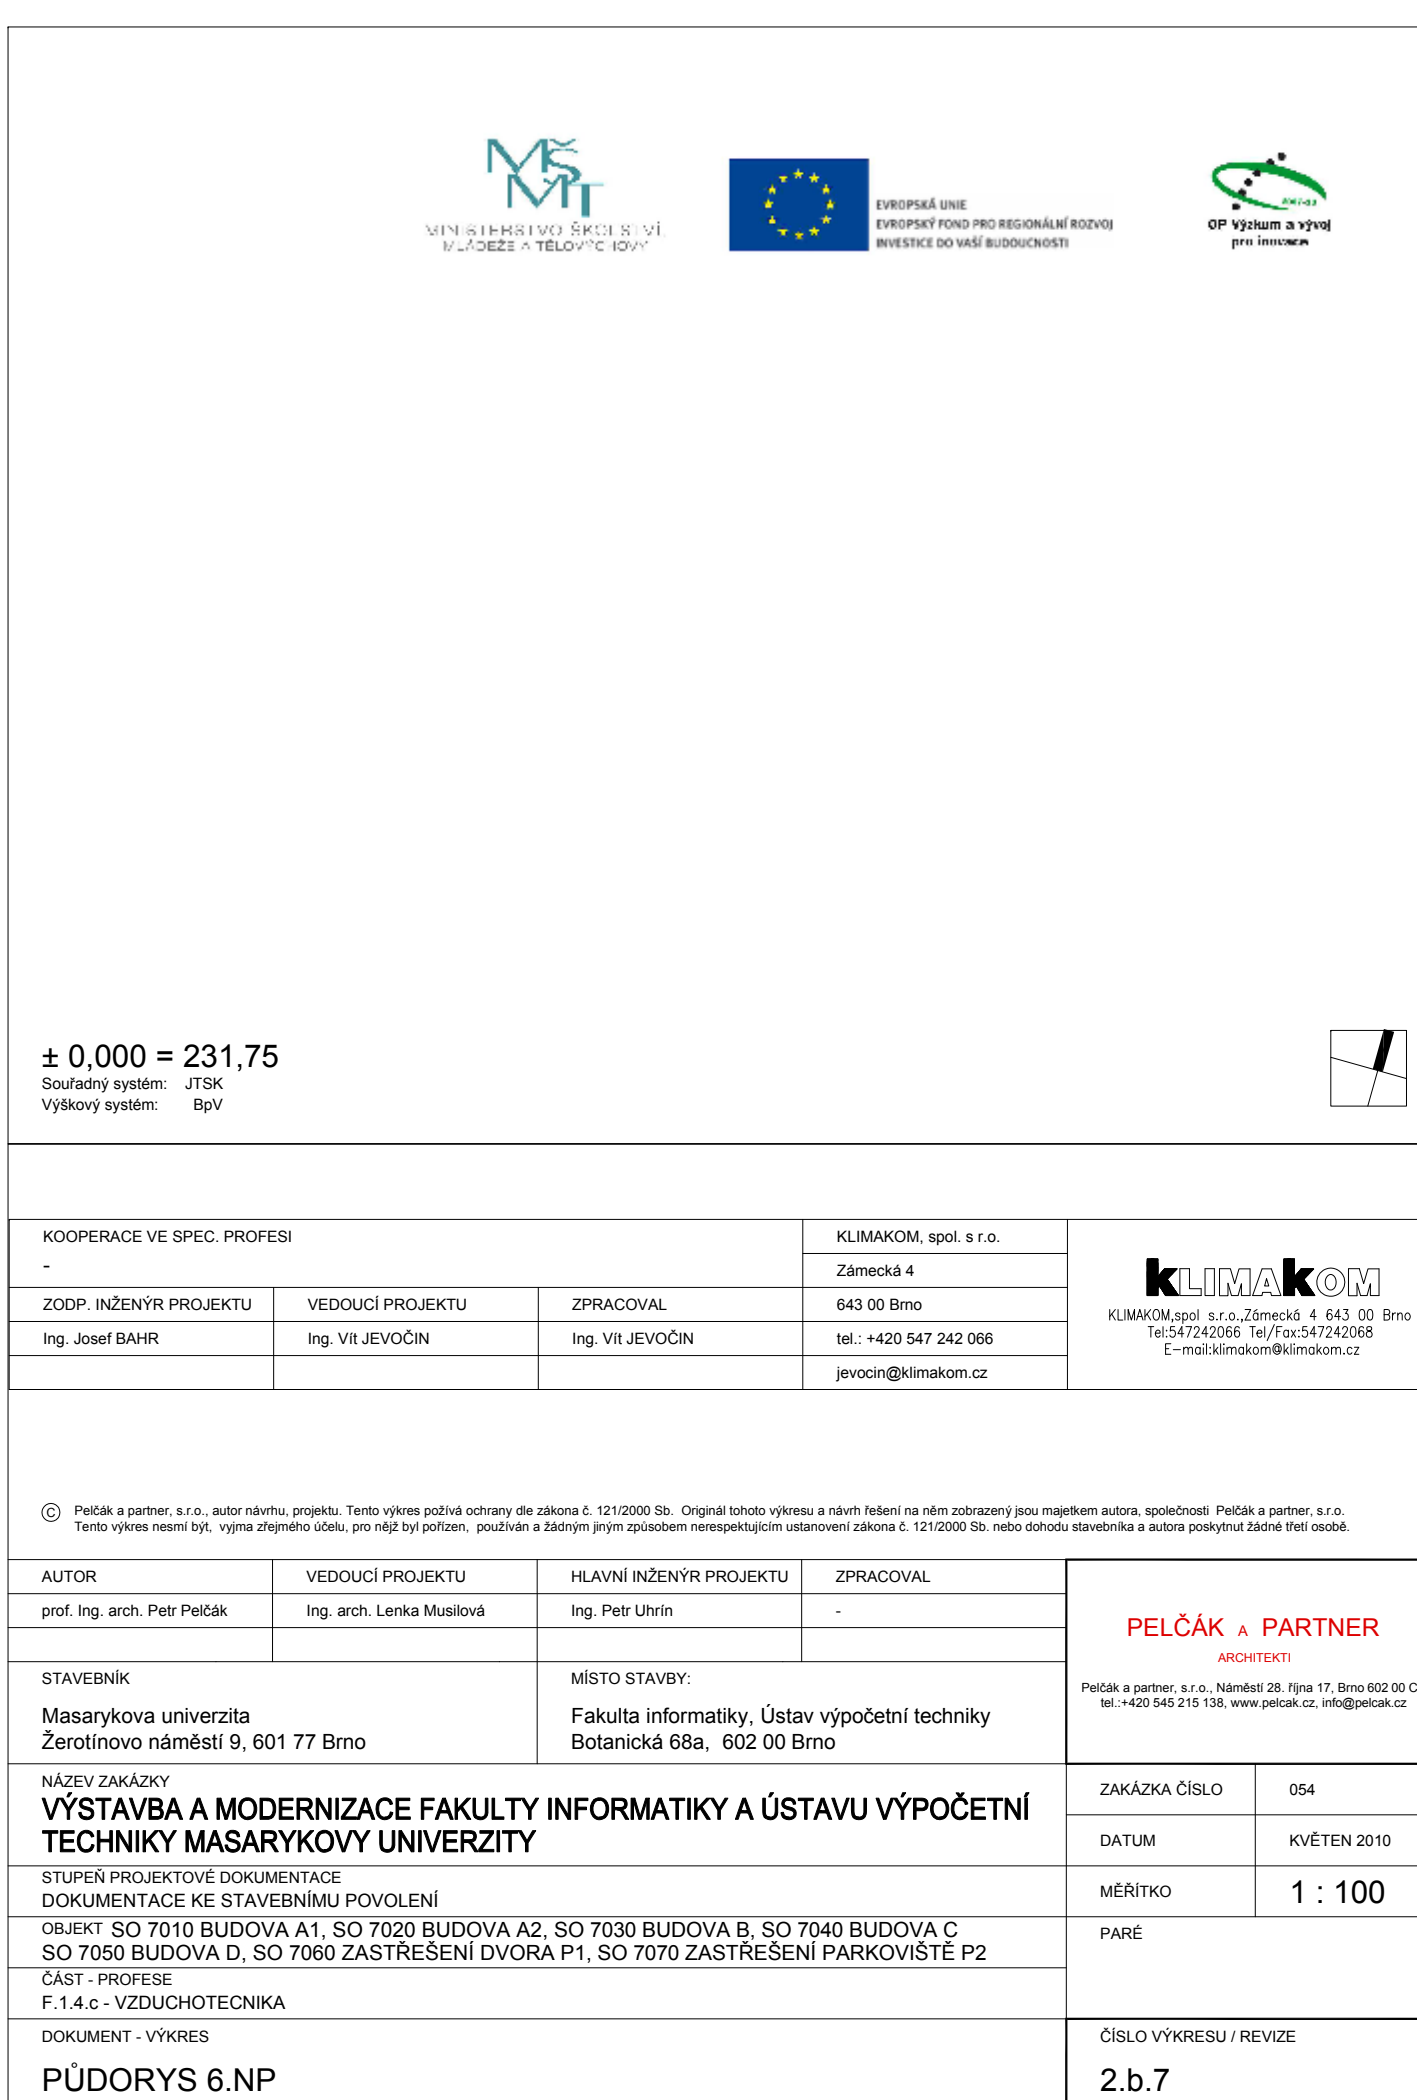 MŠMT
MINISTERSTVO ŠKOLSTVÍ,
MLÁDEŽE A TĚLOVÝCHOVY
EVROPSKÁ UNIE
EVROPSKÝ FOND PRO REGIONÁLNÍ ROZVOJ
INVESTICE DO VAŠÍ BUDOUCNOSTI
2007-13
OP Výzkum a vývoj
pro inovace
± 0,000 = 231,75
Souřadný systém: JTSK
Výškový systém: BpV
KOOPERACE VE SPEC. PROFESI
-
KLIMAKOM, spol. s r.o.
Zámecká 4
ZODP. INŽENÝR PROJEKTU VEDOUCÍ PROJEKTU ZPRACOVAL 643 00 Brno
Ing. Josef BAHR Ing. Vít JEVOČIN Ing. Vít JEVOČIN tel.: +420 547 242 066
jevocin@klimakom.cz
KLIMAKOM
KLIMAKOM,spol s.r.o.,Zámecká 4 643 00 Brno
Tel:547242066 Tel/Fax:547242068
E-mail:klimakom@klimakom.cz
© Pelčák a partner, s.r.o., autor návrhu, projektu. Tento výkres požívá ochrany dle zákona č. 121/2000 Sb. Originál tohoto výkresu a návrh řešení na něm zobrazený jsou majetkem autora, společnosti Pelčák a partner, s.r.o.
Tento výkres nesmí být, vyjma zřejmého účelu, pro nějž byl pořízen, používán a žádným jiným způsobem nerespektujícím ustanovení zákona č. 121/2000 Sb. nebo dohodu stavebníka a autora poskytnut žádné třetí osobě.
AUTOR VEDOUCÍ PROJEKTU HLAVNÍ INŽENÝR PROJEKTU ZPRACOVAL
prof. Ing. arch. Petr Pelčák Ing. arch. Lenka Musilová Ing. Petr Uhrín -
PELČÁK A PARTNER
ARCHITEKTI
Pelčák a partner, s.r.o., Náměstí 28. října 17, Brno 602 00 C
tel.:+420 545 215 138, www.pelcak.cz, info@pelcak.cz
STAVEBNÍK
Masarykova univerzita
Žerotínovo náměstí 9, 601 77 Brno
MÍSTO STAVBY:
Fakulta informatiky, Ústav výpočetní techniky
Botanická 68a, 602 00 Brno
NÁZEV ZAKÁZKY
VÝSTAVBA A MODERNIZACE FAKULTY INFORMATIKY A ÚSTAVU VÝPOČETNÍ
TECHNIKY MASARYKOVY UNIVERZITY
ZAKÁZKA ČÍSLO 054
DATUM KVĚTEN 2010
STUPEŇ PROJEKTOVÉ DOKUMENTACE
DOKUMENTACE KE STAVEBNÍMU POVOLENÍ
MĚŘÍTKO 1 : 100
OBJEKT SO 7010 BUDOVA A1, SO 7020 BUDOVA A2, SO 7030 BUDOVA B, SO 7040 BUDOVA C
SO 7050 BUDOVA D, SO 7060 ZASTŘEŠENÍ DVORA P1, SO 7070 ZASTŘEŠENÍ PARKOVIŠTĚ P2
PARÉ
ČÁST - PROFESE
F.1.4.c - VZDUCHOTECNIKA
DOKUMENT - VÝKRES
PŮDORYS 6.NP
ČÍSLO VÝKRESU / REVIZE
2.b.7